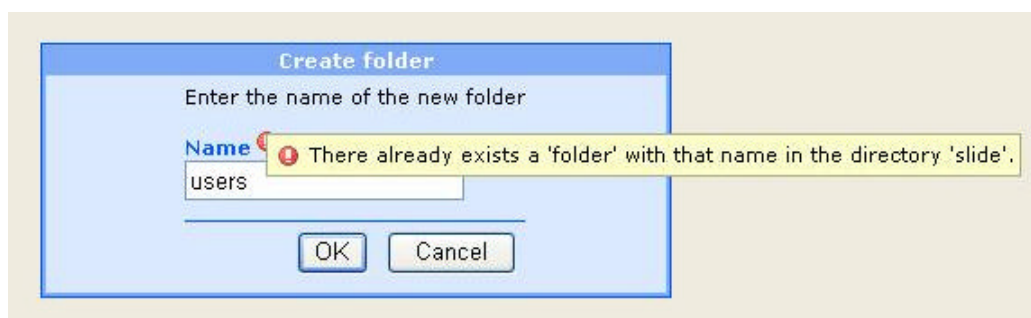 Create folder
Enter the name of the new folder
Name
There already exists a 'folder' with that name in the directory 'slide'.
users
OK
Cancel